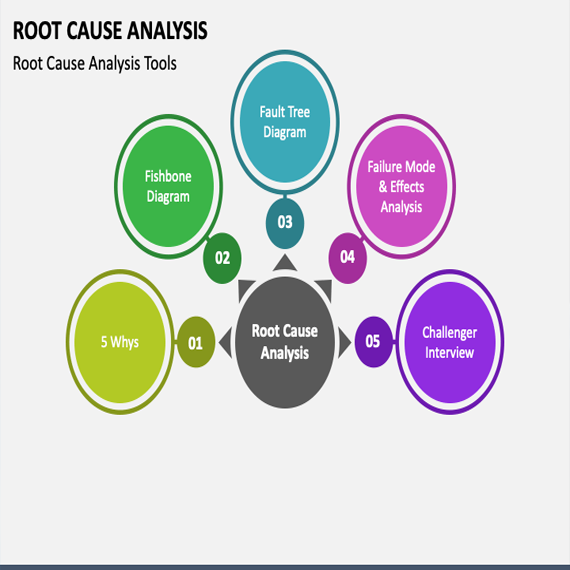 ROOT CAUSE ANALYSIS
Root Cause Analysis Tools
5 Whys
01
Fishbone
Diagram
02
Fault Tree
Diagram
03
Failure Mode
& Effects
Analysis
04
Challenger
Interview
05
Root Cause
Analysis